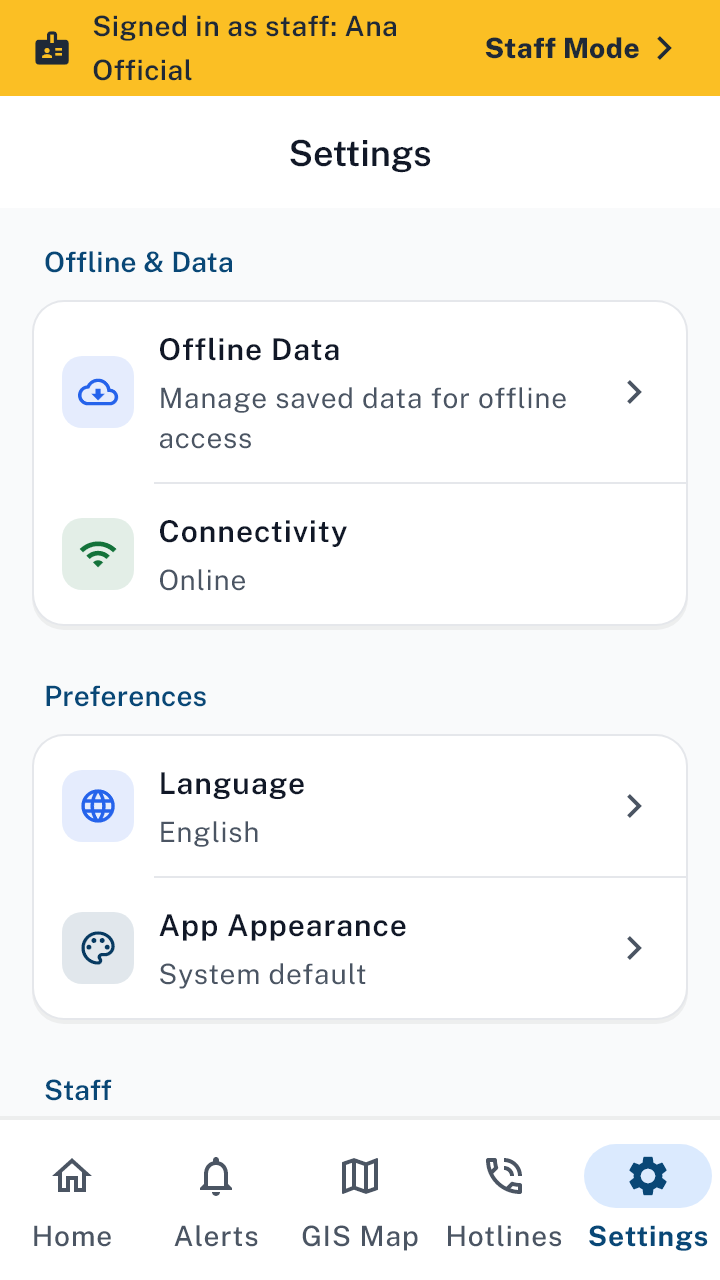 Signed in as staff: Ana
Official
Staff Mode
Settings
Offline & Data
Offline Data
Manage saved data for offline
access
Connectivity
Online
Preferences
Language
English
App Appearance
System default
Staff
Home
Alerts
GIS Map
Hotlines
Settings